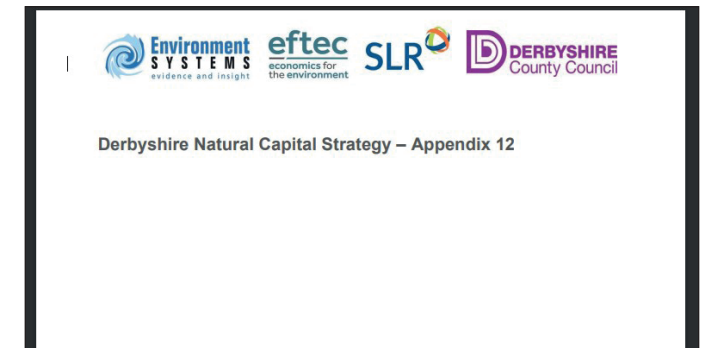 Environment
SYSTEMS
evidence and insight
eftec
economics for
the environment
SLR
DERBYSHIRE
County Council
Derbyshire Natural Capital Strategy – Appendix 12